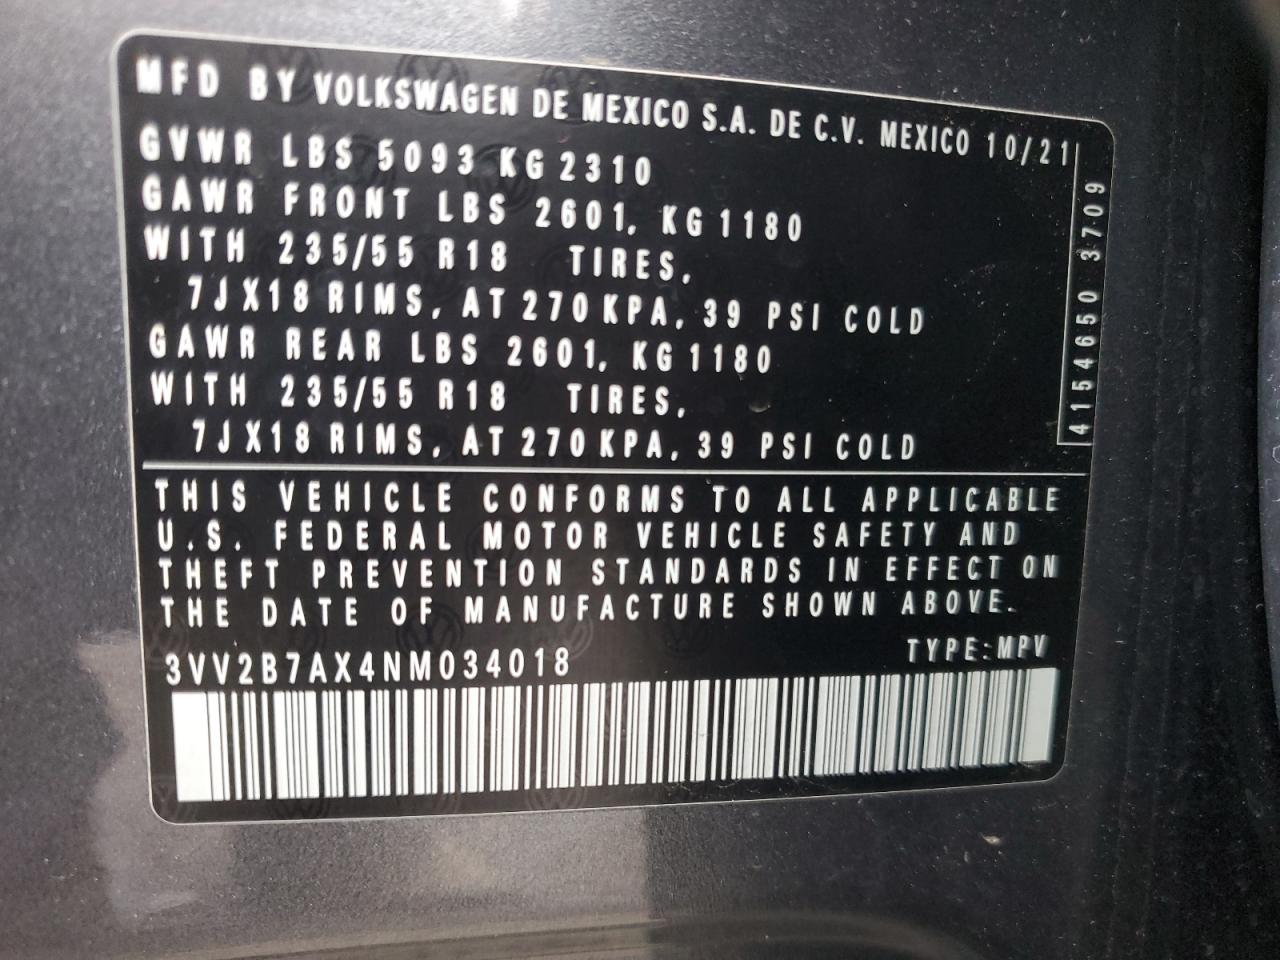 MFD BY VOLKSWAGEN DE MEXICO S.A. DE C.V. MEXICO 10/21
GVWR LBS 5093 KG 2310
GAWR FRONT LBS 2601, KG 1180
WITH 235/55 R18 TIRES,
7JX18 RIMS, AT 270 KPA, 39 PSI COLD
GAWR REAR LBS 2601, KG 1180
WITH 235/55 R18 TIRES,
7JX18 RIMS, AT 270 KPA, 39 PSI COLD
4154650 3709
THIS VEHICLE CONFORMS TO ALL APPLICABLE
U.S. FEDERAL MOTOR VEHICLE SAFETY AND
THEFT PREVENTION STANDARDS IN EFFECT ON
THE DATE OF MANUFACTURE SHOWN ABOVE.
3VV2B7AX4NM034018 TYPE:MPV